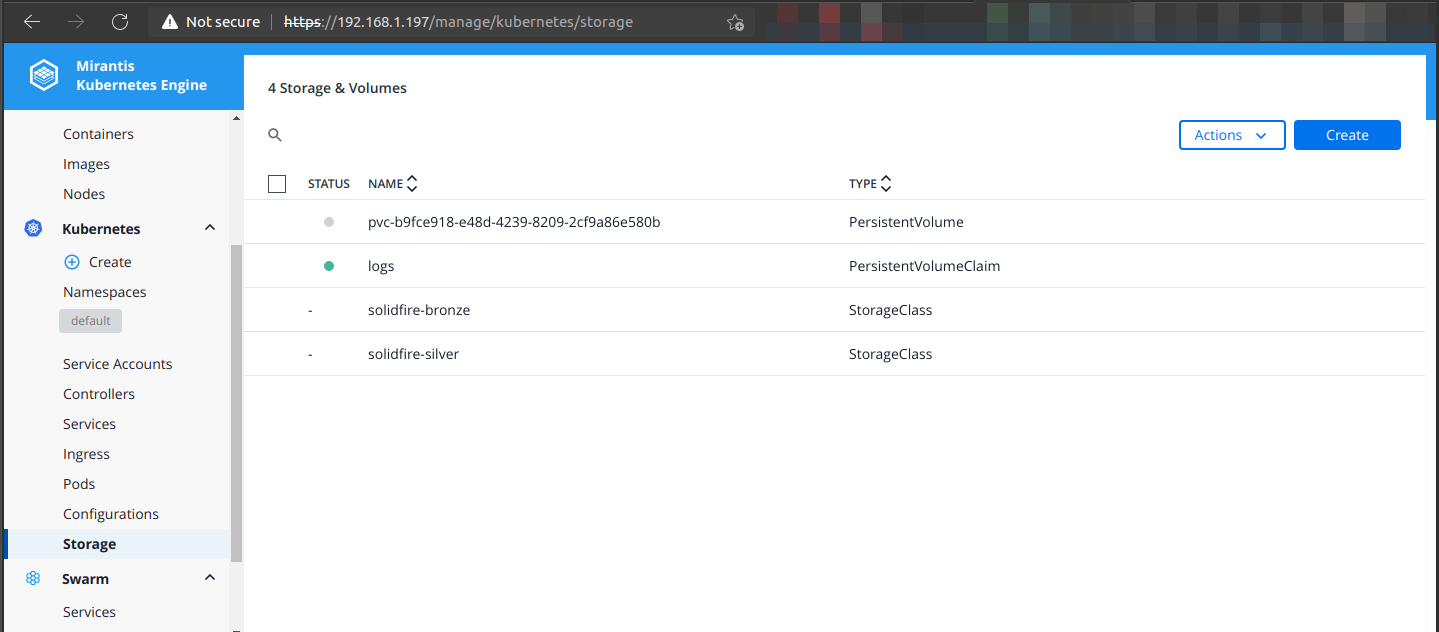 Not secure https://192.168.1.197/manage/kubernetes/storage
Mirantis
Kubernetes Engine
Containers
Images
Nodes
Kubernetes
Create
Namespaces
default
Service Accounts
Controllers
Services
Ingress
Pods
Configurations
Storage
Swarm
Services
4 Storage & Volumes
Actions Create
STATUS NAME TYPE
pvc-b9fce918-e48d-4239-8209-2cf9a86e580b PersistentVolume
logs PersistentVolumeClaim
- solidfire-bronze StorageClass
- solidfire-silver StorageClass